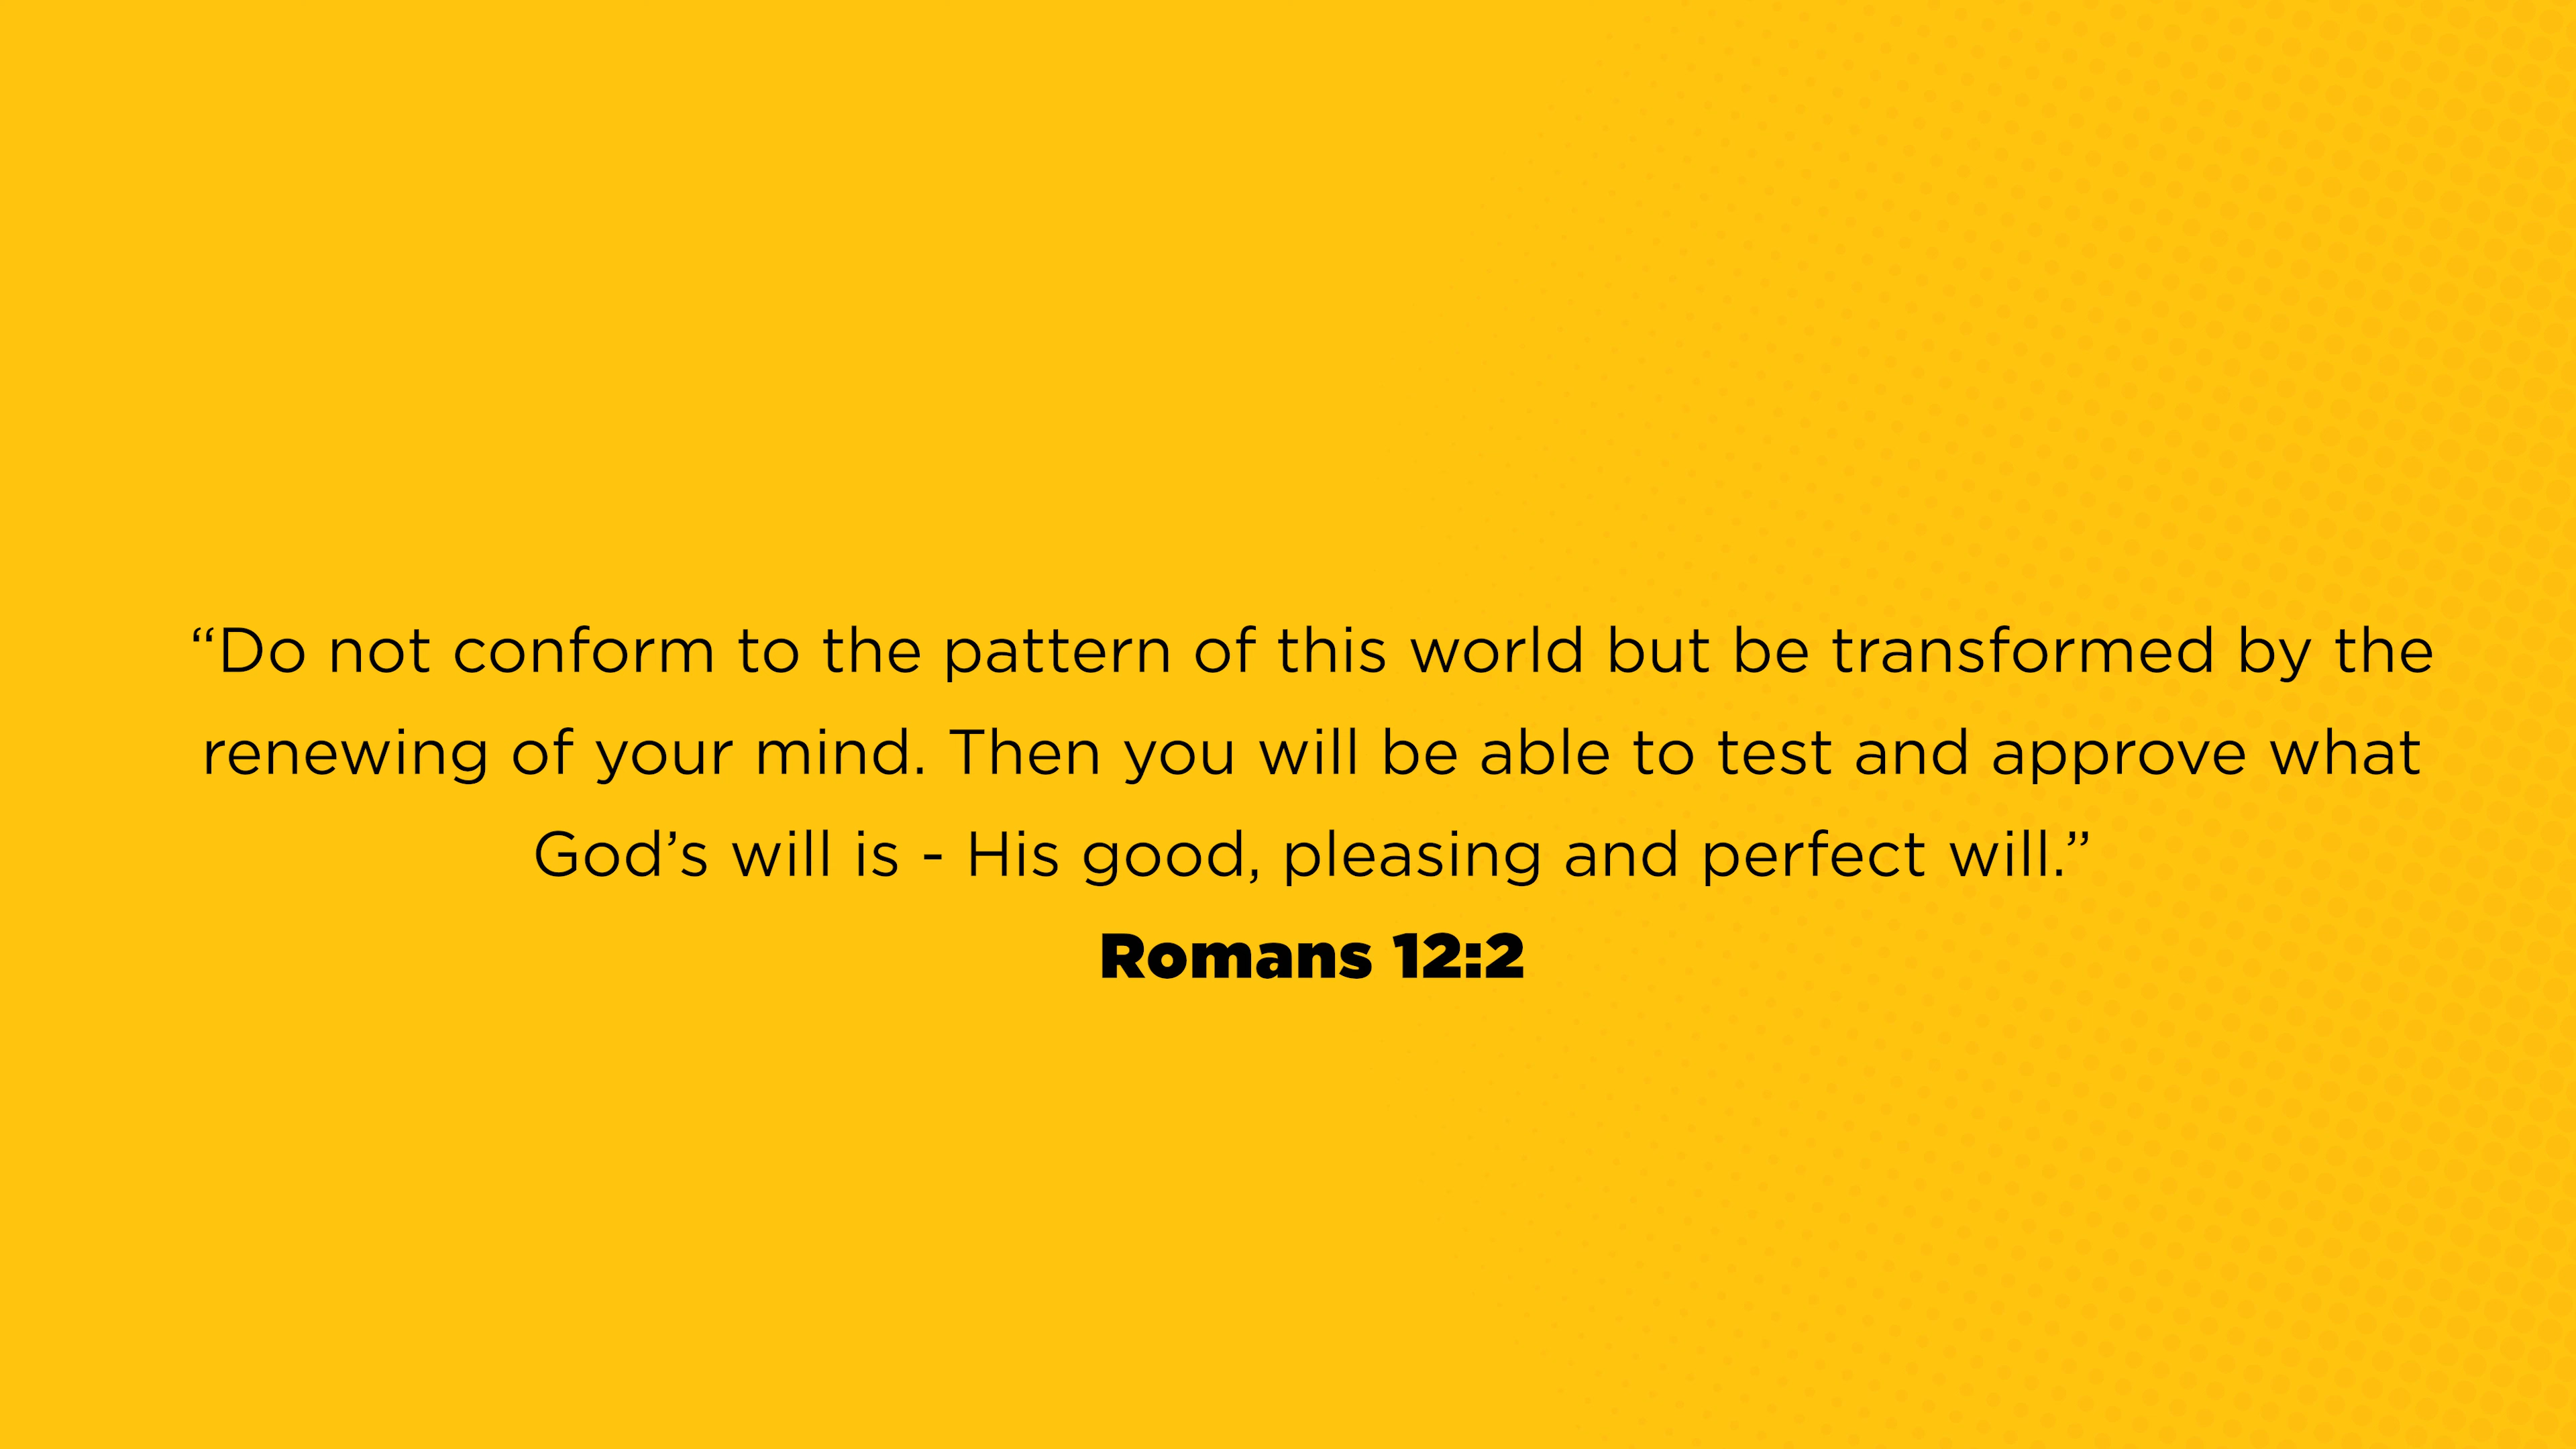 “Do not conform to the pattern of this world but be transformed by the
renewing of your mind. Then you will be able to test and approve what
God’s will is - His good, pleasing and perfect will.”
Romans 12:2